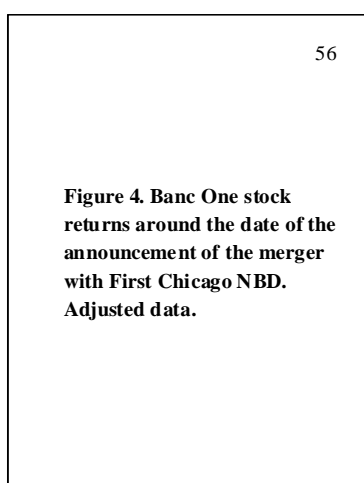 56
Figure 4. Banc One stock
returns around the date of the
announcement of the merger
with First Chicago NBD.
Adjusted data.